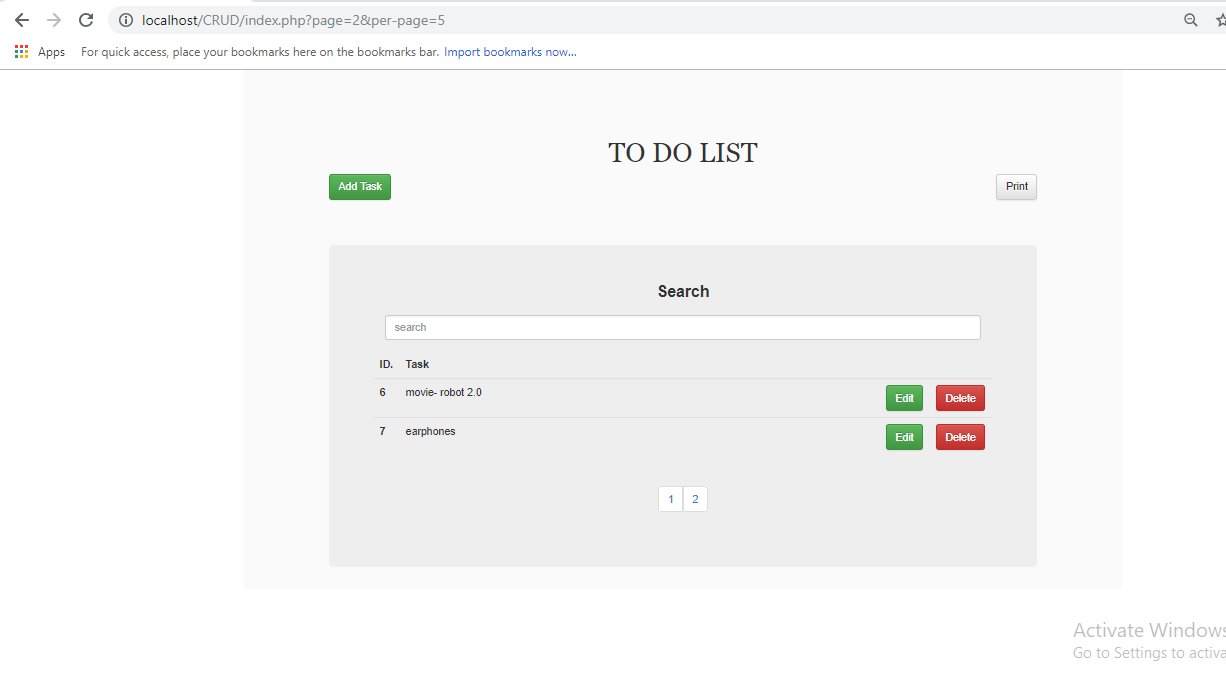 localhost/CRUD/index.php?page=2&per-page=5
Apps For quick access, place your bookmarks here on the bookmarks bar. Import bookmarks now...
TO DO LIST
Add Task Print
Search
search
ID. Task
6 movie- robot 2.0 Edit Delete
7 earphones Edit Delete
1 2
Activate Windows
Go to Settings to activa